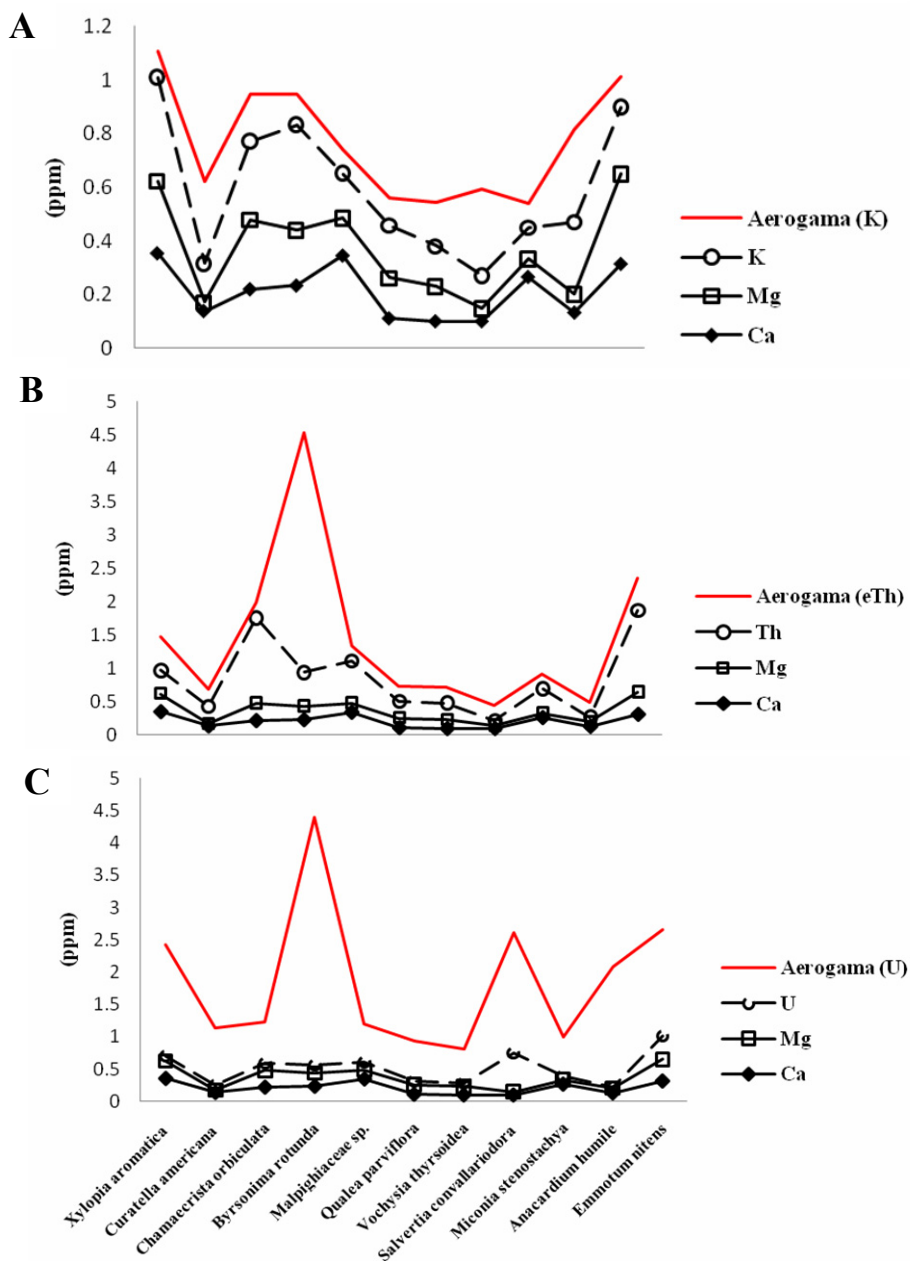 A
1.2
1
0.8
0.6
0.4
0.2
0
(ppm)
Aerogama (K)
K
Mg
Ca
B
5
4.5
4
3.5
3
2.5
2
1.5
1
0.5
0
(ppm)
Aerogama (eTh)
Th
Mg
Ca
C
5
4.5
4
3.5
3
2.5
2
1.5
1
0.5
0
(ppm)
Aerogama (U)
U
Mg
Ca
Xylopia aromatica
Curatella americana
Chamaecrista orbiculata
Byrsonima rotunda
Malpighiaceae sp.
Qualea parviflora
Vochysia thyrsoidea
Salvertia convallariodora
Miconia stenostachya
Anacardium humile
Emmotum nitens